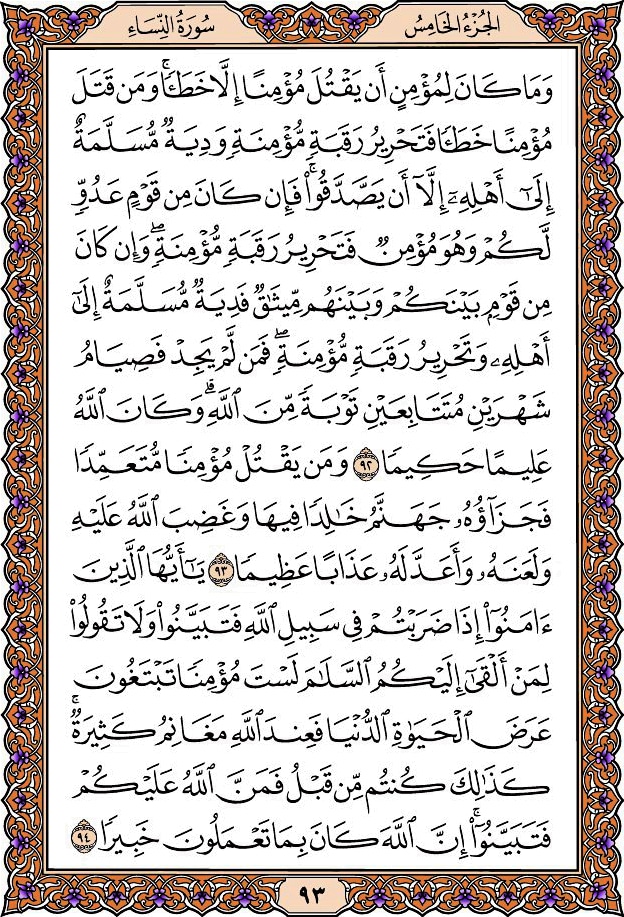 الجُزْءُ الخَامِسُ
سُورَةُ النِّسَاءِ
وَمَا كَانَ لِمُؤْمِنٍ أَن يَقْتُلَ مُؤْمِنًا إِلَّا خَطَـًٔاۚ وَمَن قَتَلَ
مُؤْمِنًا خَطَـًٔا فَتَحْرِيرُ رَقَبَةٍ مُّؤْمِنَةٍ وَدِيَةٌ مُّسَلَّمَةٌ
إِلَىٰٓ أَهْلِهِۦٓ إِلَّآ أَن يَصَّدَّقُواْۚ فَإِن كَانَ مِن قَوْمٍ عَدُوٍّ
لَّكُمْ وَهُوَ مُؤْمِنٌ فَتَحْرِيرُ رَقَبَةٍ مُّؤْمِنَةٍۖ وَإِن كَانَ
مِن قَوْمٍۭ بَيْنَكُمْ وَبَيْنَهُم مِّيثَٰقٌ فَدِيَةٌ مُّسَلَّمَةٌ إِلَىٰٓ
أَهْلِهِۦ وَتَحْرِيرُ رَقَبَةٍ مُّؤْمِنَةٍۖ فَمَن لَّمْ يَجِدْ فَصِيَامُ
شَهْرَيْنِ مُتَتَابِعَيْنِ تَوْبَةً مِّنَ ٱللَّهِۗ وَكَانَ ٱللَّهُ
عَلِيمًا حَكِيمًا ٩٢ وَمَن يَقْتُلْ مُؤْمِنًا مُّتَعَمِّدًا
فَجَزَآؤُهُۥ جَهَنَّمُ خَٰلِدًا فِيهَا وَغَضِبَ ٱللَّهُ عَلَيْهِ
وَلَعَنَهُۥ وَأَعَدَّ لَهُۥ عَذَابًا عَظِيمًا ٩٣ يَٰٓأَيُّهَا ٱلَّذِينَ
ءَامَنُوٓاْ إِذَا ضَرَبْتُمْ فِي سَبِيلِ ٱللَّهِ فَتَبَيَّنُواْ وَلَا تَقُولُواْ
لِمَنْ أَلْقَىٰٓ إِلَيْكُمُ ٱلسَّلَٰمَ لَسْتَ مُؤْمِنًا تَبْتَغُونَ
عَرَضَ ٱلْحَيَوٰةِ ٱلدُّنْيَا فَعِندَ ٱللَّهِ مَغَانِمُ كَثِيرَةٌۚ
كَذَٰلِكَ كُنتُم مِّن قَبْلُ فَمَنَّ ٱللَّهُ عَلَيْكُمْ
فَتَبَيَّنُوٓاْۚ إِنَّ ٱللَّهَ كَانَ بِمَا تَعْمَلُونَ خَبِيرًا ٩٤
٩٣